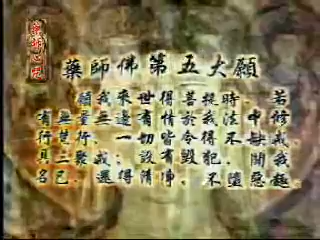 藥師佛第五大願
願我來世得菩提時。若
有無量無邊有情於我法中修
行梵行。一切皆令得不缺戒、
具三聚戒；設有毀犯，聞我
名已。還得清淨，不墮惡趣。